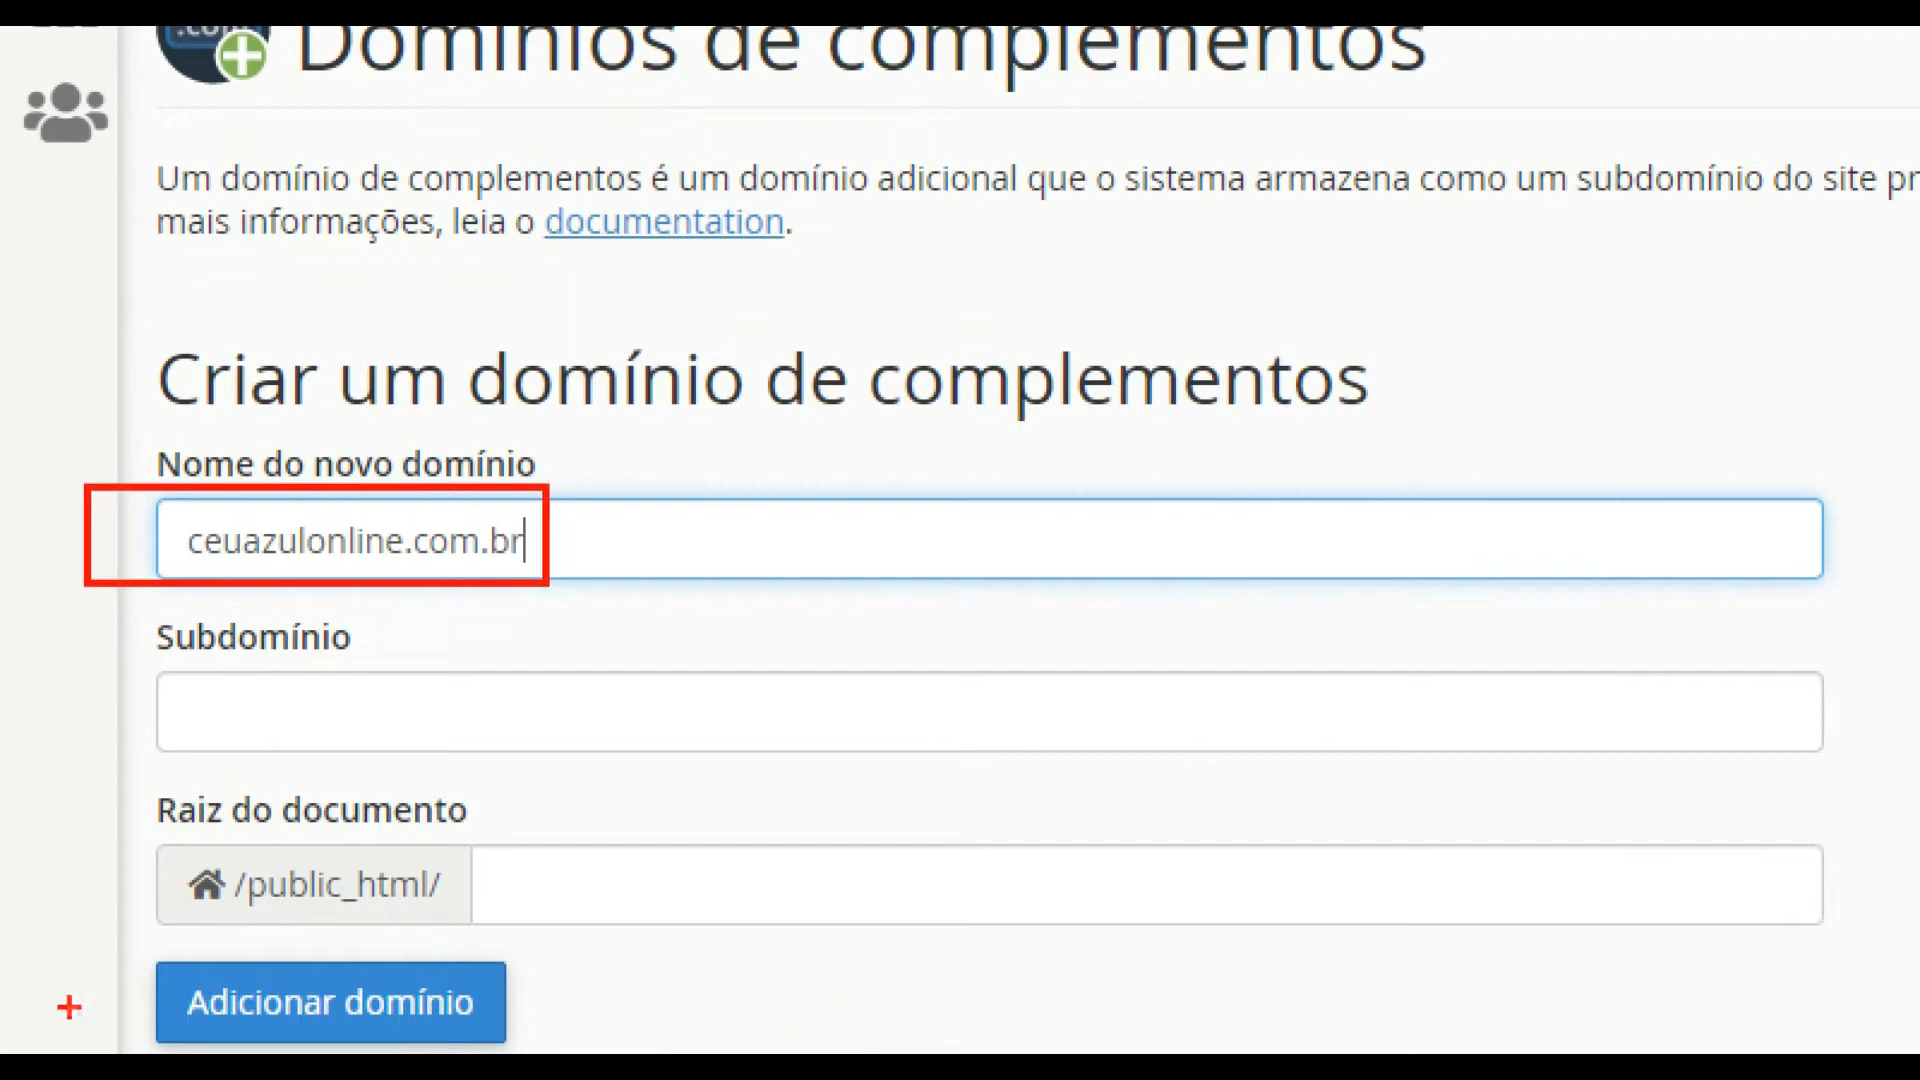 .com
Domínios de complementos
Um domínio de complementos é um domínio adicional que o sistema armazena como um subdomínio do site
mais informações, leia o documentation.
Criar um domínio de complementos
Nome do novo domínio
ceuazulonline.com.br
Subdomínio
Raiz do documento
/public_html/
Adicionar domínio